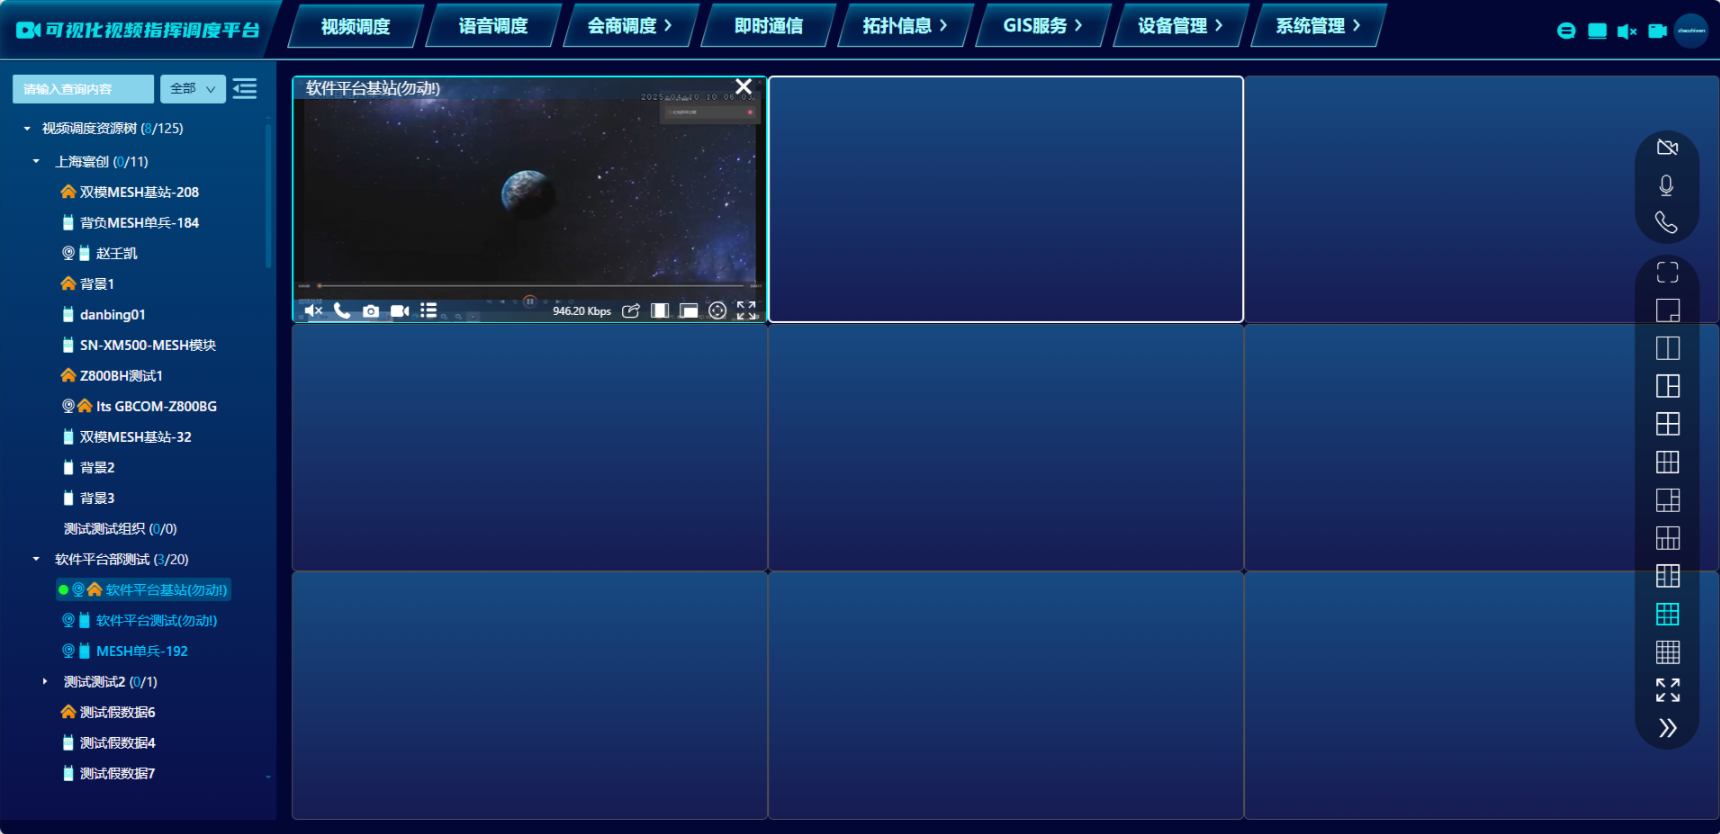 可视化视频指挥调度平台
视频调度
语音调度
会商调度
即时通信
拓扑信息
GIS服务
设备管理
系统管理
请输入查询内容
全部
视频调度资源树 (8/125)
上海寰创 (0/11)
双模MESH基站-208
背负MESH单兵-184
赵王凯
背景1
danbing01
SN-XM500-MESH模块
Z800BH测试1
lts GBCOM-Z800BG
双模MESH基站-32
背景2
背景3
测试测试组织 (0/0)
软件平台部测试 (3/20)
软件平台基站(勿动!)
软件平台测试(勿动!)
MESH单兵-192
测试测试2 (0/1)
测试假数据6
测试假数据4
测试假数据7
软件平台基站(勿动!)
2025-04-10 10:06:03
946.20 Kbps